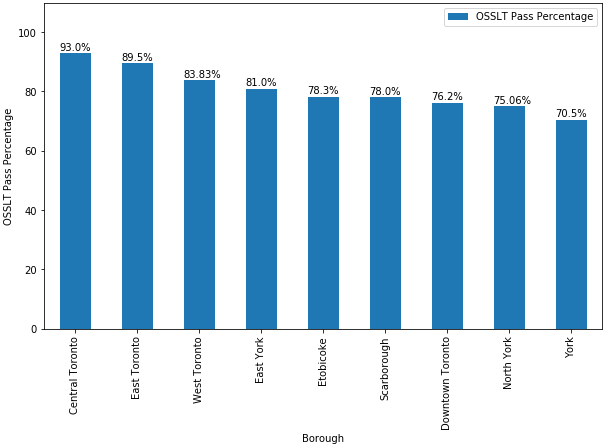 OSSLT Pass Percentage
100
80
60
40
20
0
OSSLT Pass Percentage
93.0%
89.5%
83.83%
81.0%
78.3%
78.0%
76.2%
75.06%
70.5%
Central Toronto
East Toronto
West Toronto
East York
Etobicoke
Scarborough
Downtown Toronto
North York
York
Borough